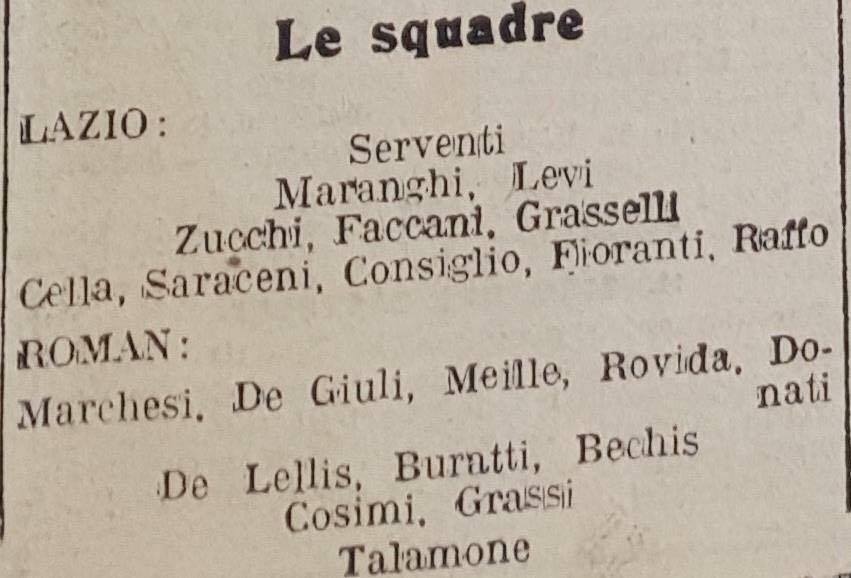 Le squadre
LAZIO:
Serventi
Maranghi, Levi
Zucchi, Faccani, Grasselli
Cella, Saraceni, Consiglio, Fioranti, Raffo
ROMAN:
Marchesi, De Giuli, Meille, Rovida, Do-
nati
De Lellis, Buratti, Bechis
Cosimi, Grassi
Talamone